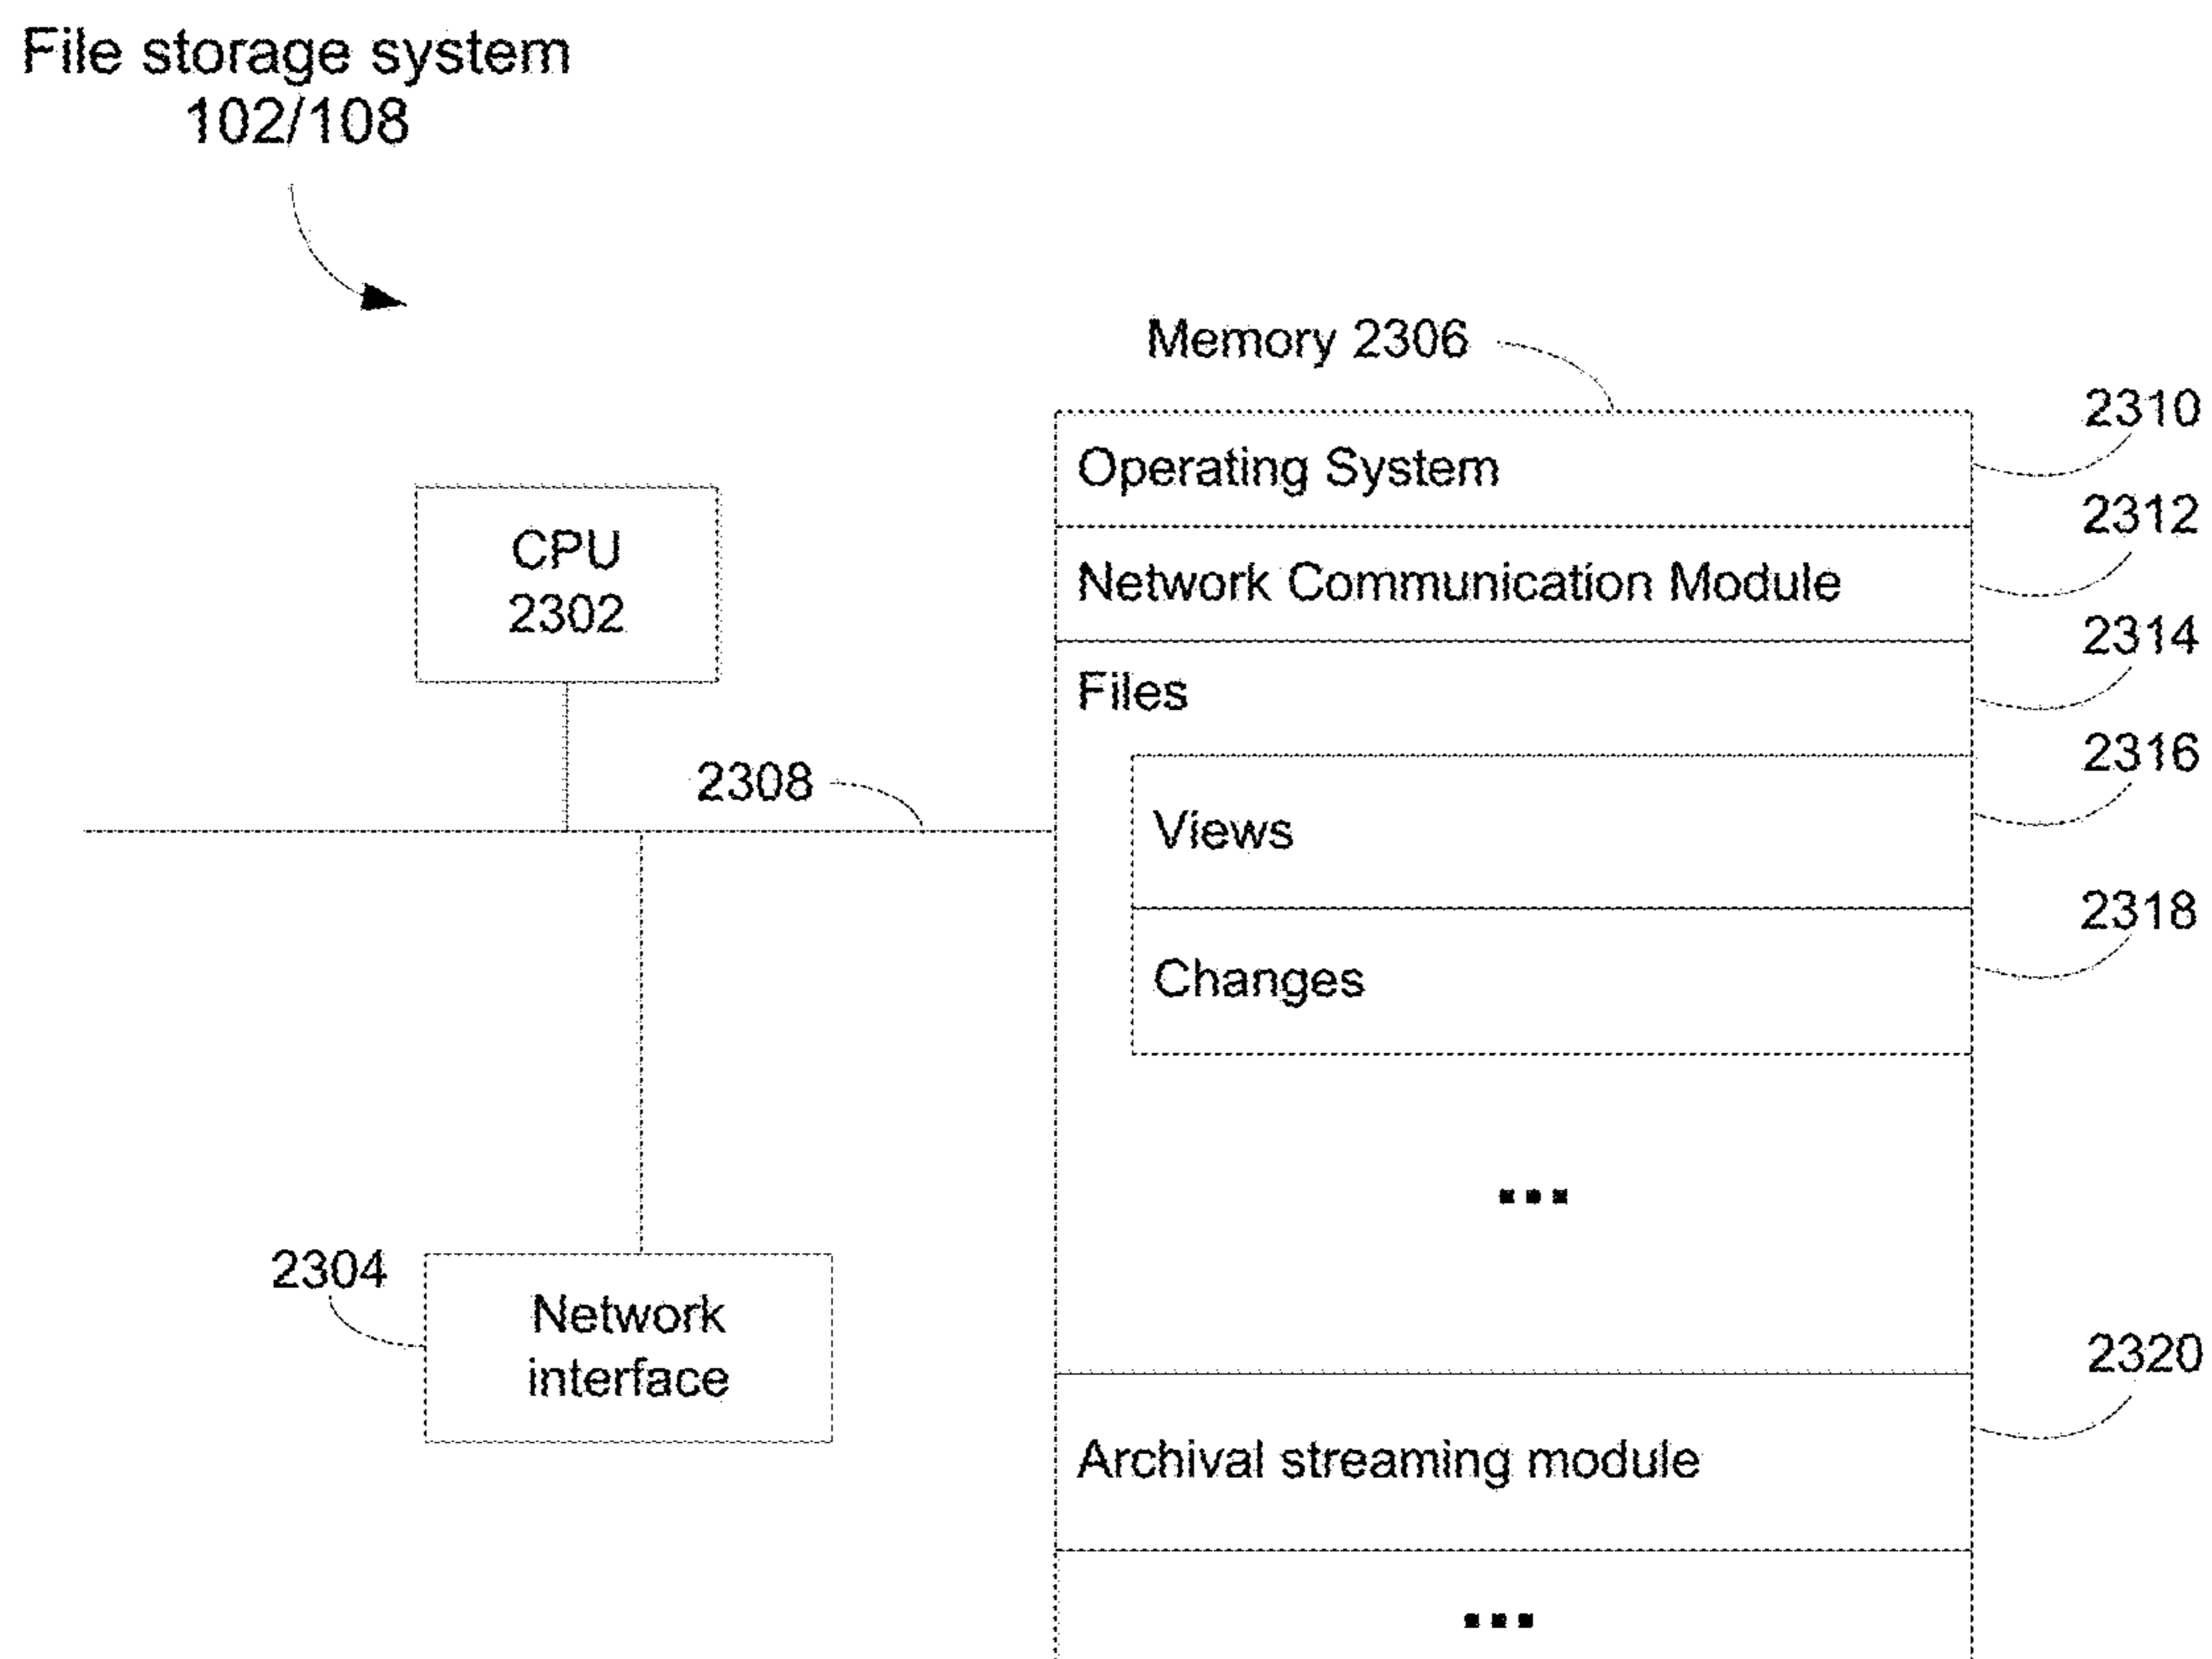 File storage system
102/108
Memory 2306
2310
Operating System
2312
Network Communication Module
2314
Files
2316
Views
2318
Changes
...
2320
Archival streaming module
...
CPU
2302
2308
2304
Network
interface